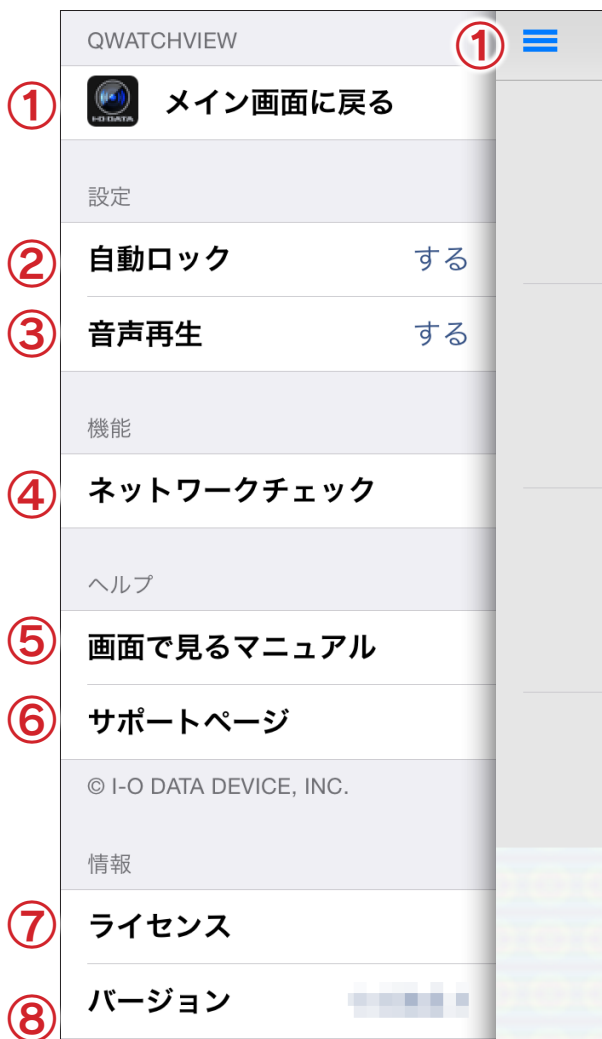 QWATCHVIEW
①
① メイン画面に戻る
I-O DATA
設定
② 自動ロック する
③ 音声再生 する
機能
④ ネットワークチェック
ヘルプ
⑤ 画面で見るマニュアル
⑥ サポートページ
© I-O DATA DEVICE, INC.
情報
⑦ ライセンス
⑧ バージョン